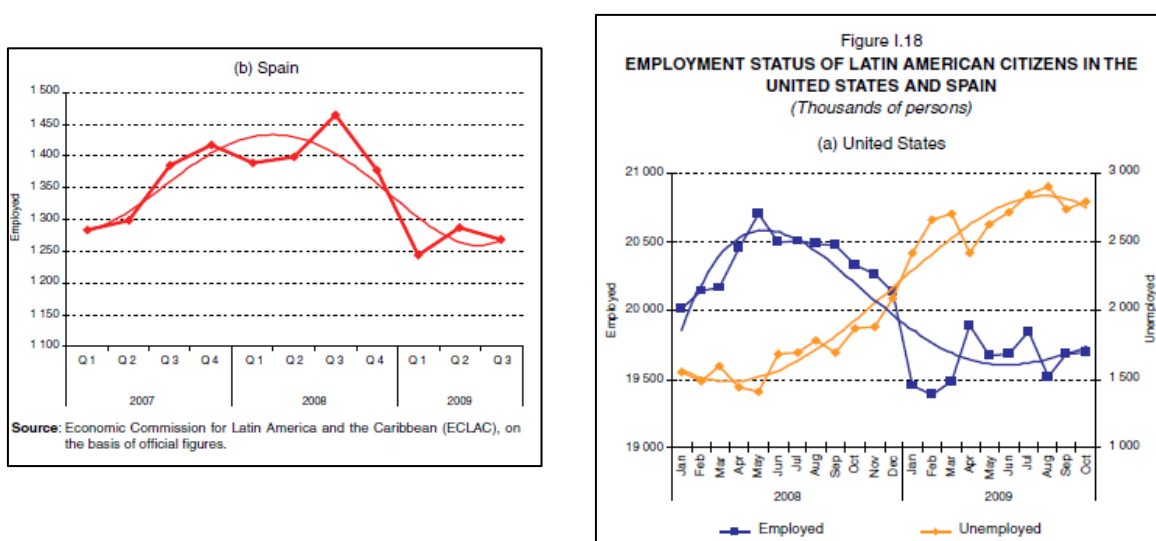 (b) Spain
1 500
1 450
1 400
1 350
1 300
1 250
1 200
1 150
1 100
Employed
Q 1 Q 2 Q 3 Q 4 Q 1 Q 2 Q 3 Q 4 Q 1 Q 2 Q 3
2007 2008 2009
Source: Economic Commission for Latin America and the Caribbean (ECLAC), on
the basis of official figures.
Figure I.18
EMPLOYMENT STATUS OF LATIN AMERICAN CITIZENS IN THE
UNITED STATES AND SPAIN
(Thousands of persons)
(a) United States
21 000
20 500
20 000
19 500
19 000
Employed
3 000
2 500
2 000
1 500
1 000
Unemployed
Jan Feb Mar Apr May Jun Jul Aug Sep Oct Nov Dec Jan Feb Mar Apr May Jun Jul Aug Sep Oct
2008 2009
Employed Unemployed